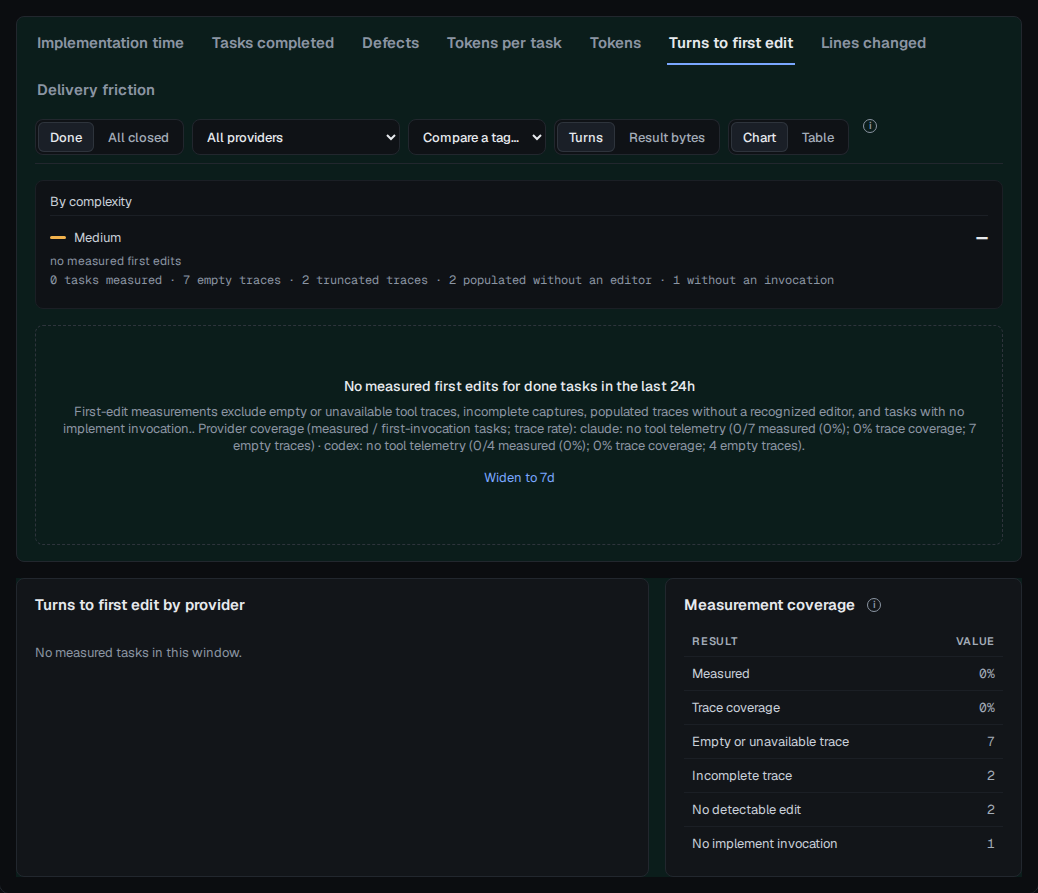 Implementation time Tasks completed Defects Tokens per task Tokens Turns to first edit Lines changed
Delivery friction
Done All closed All providers Compare a tag... Turns Result bytes Chart Table
By complexity
Medium –
no measured first edits
0 tasks measured · 7 empty traces · 2 truncated traces · 2 populated without an editor · 1 without an invocation
No measured first edits for done tasks in the last 24h
First-edit measurements exclude empty or unavailable tool traces, incomplete captures, populated traces without a recognized editor, and tasks with no
implement invocation.. Provider coverage (measured / first-invocation tasks; trace rate): claude: no tool telemetry (0/7 measured (0%); 0% trace coverage; 7
empty traces) · codex: no tool telemetry (0/4 measured (0%); 0% trace coverage; 4 empty traces).
Widen to 7d
Turns to first edit by provider
No measured tasks in this window.
Measurement coverage
RESULT VALUE
Measured 0%
Trace coverage 0%
Empty or unavailable trace 7
Incomplete trace 2
No detectable edit 2
No implement invocation 1